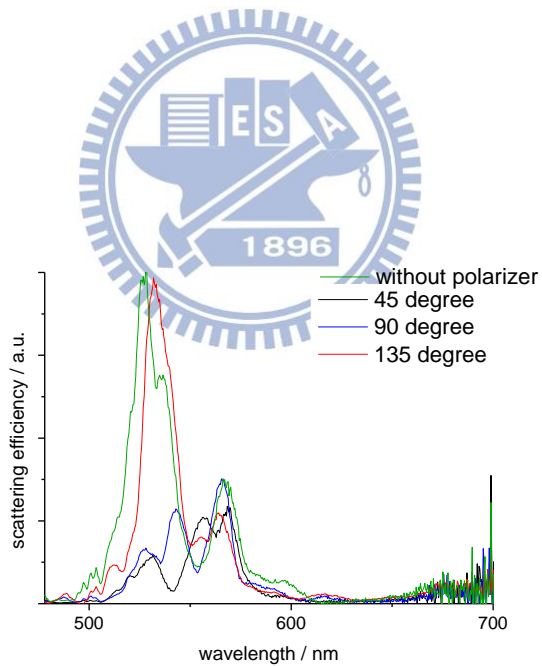 E S A
1896
without polarizer
45 degree
90 degree
135 degree
scattering efficiency / a.u.
500
600
700
wavelength / nm